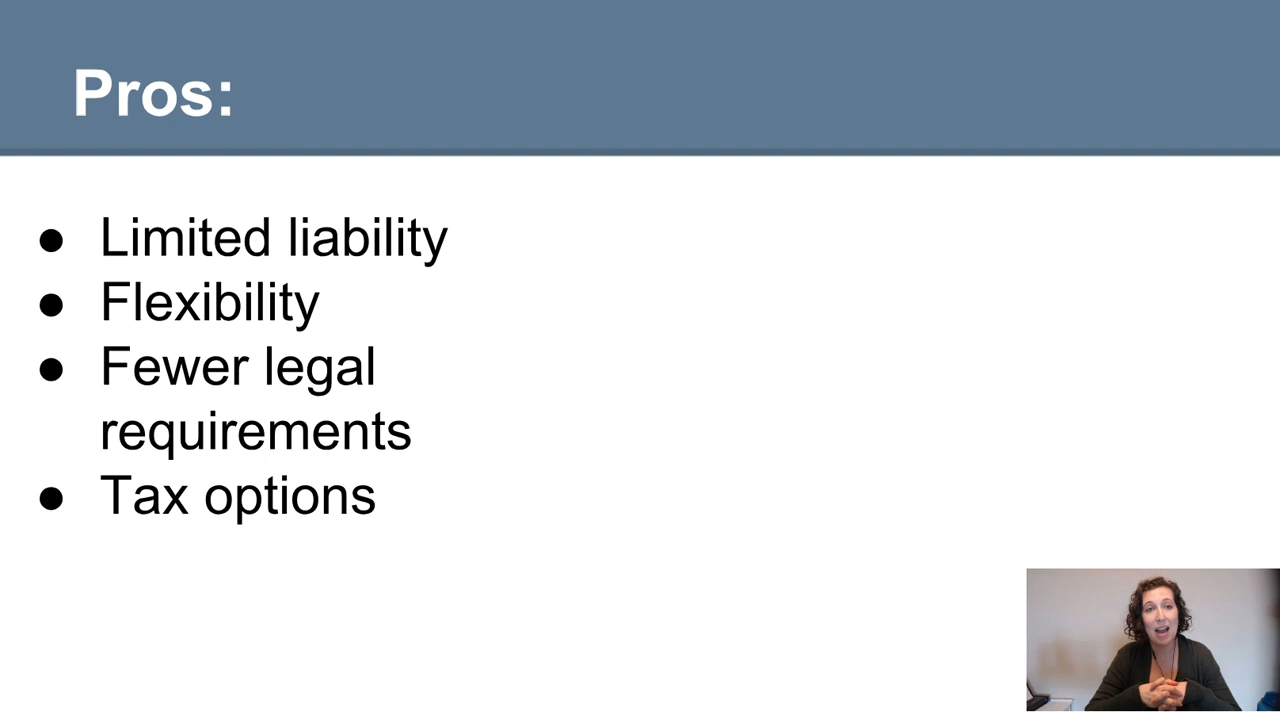 Pros:
● Limited liability
● Flexibility
● Fewer legal
requirements
● Tax options